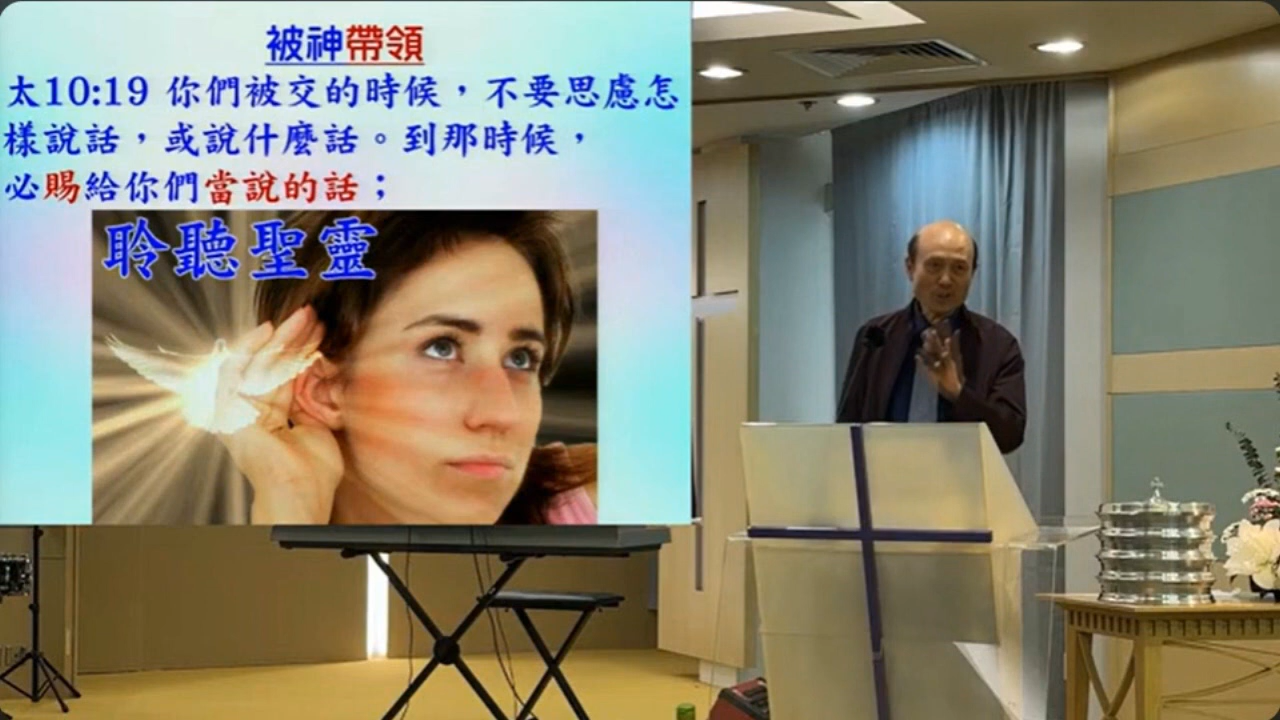 被神帶領
太10:19 你們被交的時候，不要思慮怎
樣說話，或說什麼話。到那時候，
必賜給你們當說的話；
聆聽聖靈